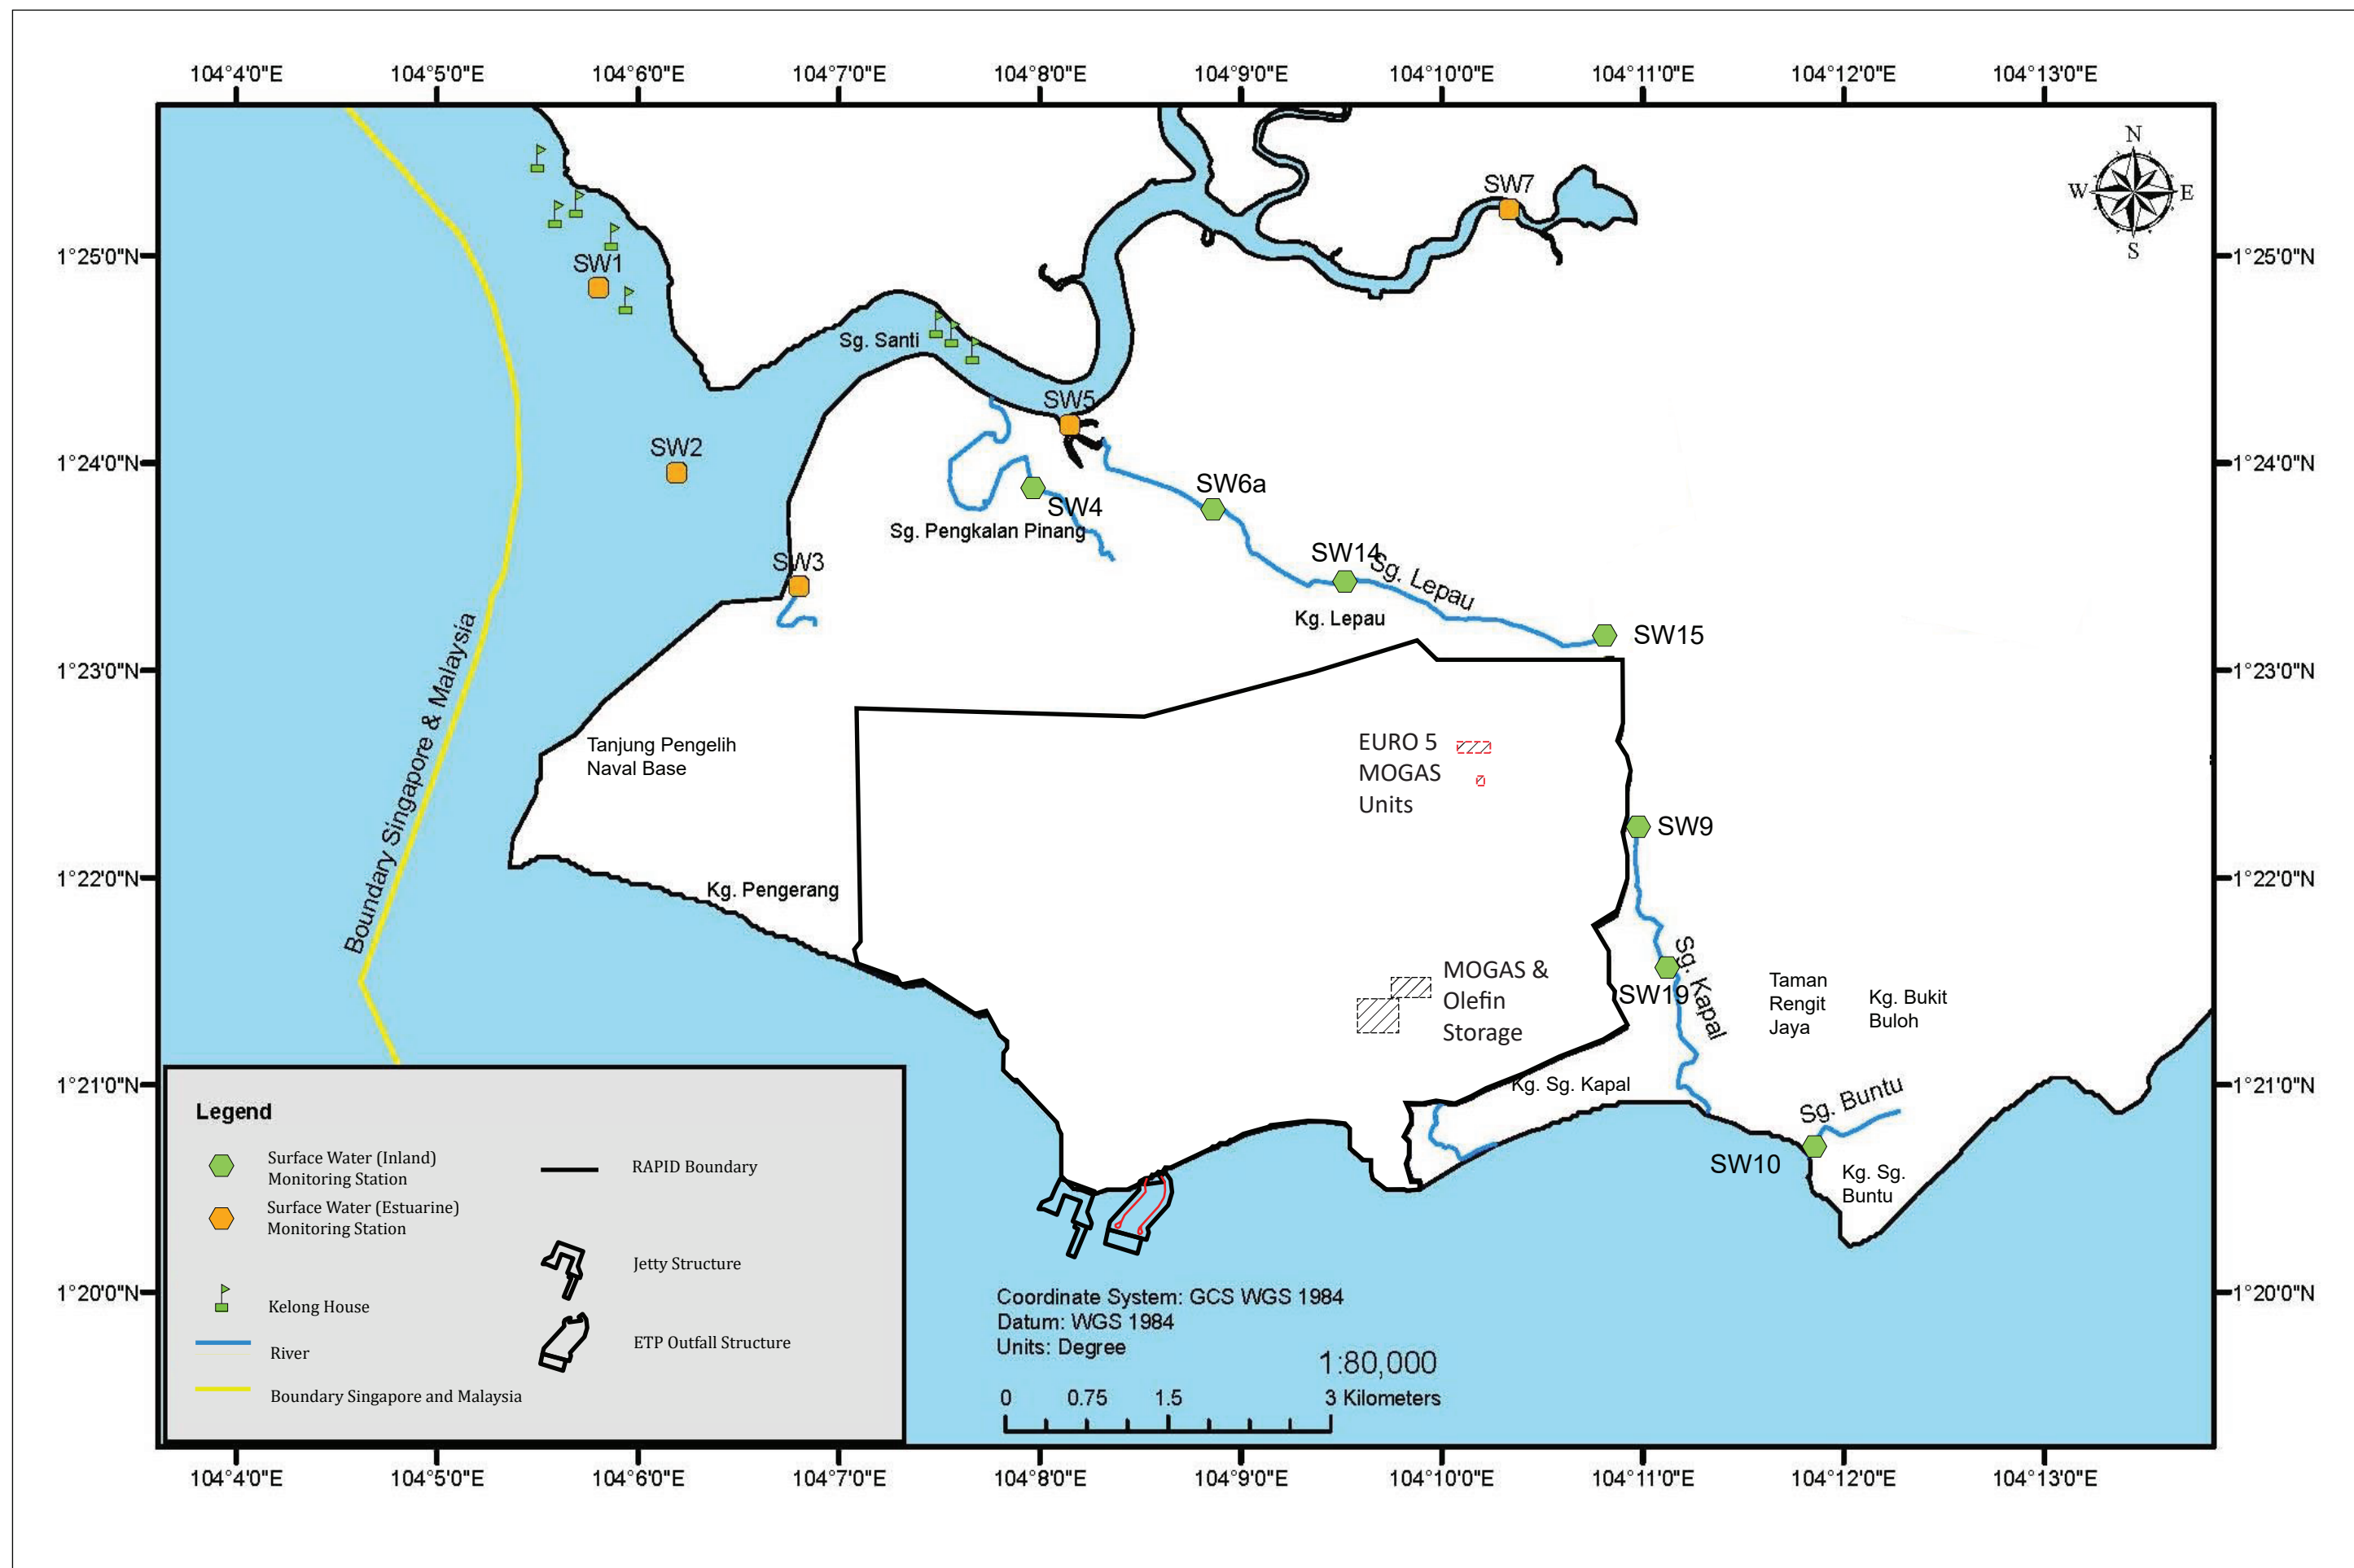 104°4'0"E 104°5'0"E 104°6'0"E 104°7'0"E 104°8'0"E 104°9'0"E 104°10'0"E 104°11'0"E 104°12'0"E 104°13'0"E
N
W E
S
SW7
1°25'0"N 1°25'0"N
SW1
Sg. Santi
SW5
SW2
1°24'0"N 1°24'0"N
SW6a
SW4
Sg. Pengkalan Pinang
SW3
SW14
Sg. Lepau
Kg. Lepau
SW15
1°23'0"N 1°23'0"N
Boundary Singapore & Malaysia
Tanjung Pengelih
Naval Base
EURO 5
MOGAS
Units
SW9
1°22'0"N 1°22'0"N
Kg. Pengerang
Sg. Kapal
MOGAS &
Olefin
Storage
SW19
Taman
Rengit
Jaya
Kg. Bukit
Buloh
1°21'0"N 1°21'0"N
Kg. Sg. Kapal
Sg. Buntu
SW10
Kg. Sg.
Buntu
Legend
Surface Water (Inland)
Monitoring Station
Surface Water (Estuarine)
Monitoring Station
Kelong House
River
Boundary Singapore and Malaysia
RAPID Boundary
Jetty Structure
ETP Outfall Structure
1°20'0"N 1°20'0"N
Coordinate System: GCS WGS 1984
Datum: WGS 1984
Units: Degree
1:80,000
0 0.75 1.5 3 Kilometers
104°4'0"E 104°5'0"E 104°6'0"E 104°7'0"E 104°8'0"E 104°9'0"E 104°10'0"E 104°11'0"E 104°12'0"E 104°13'0"E